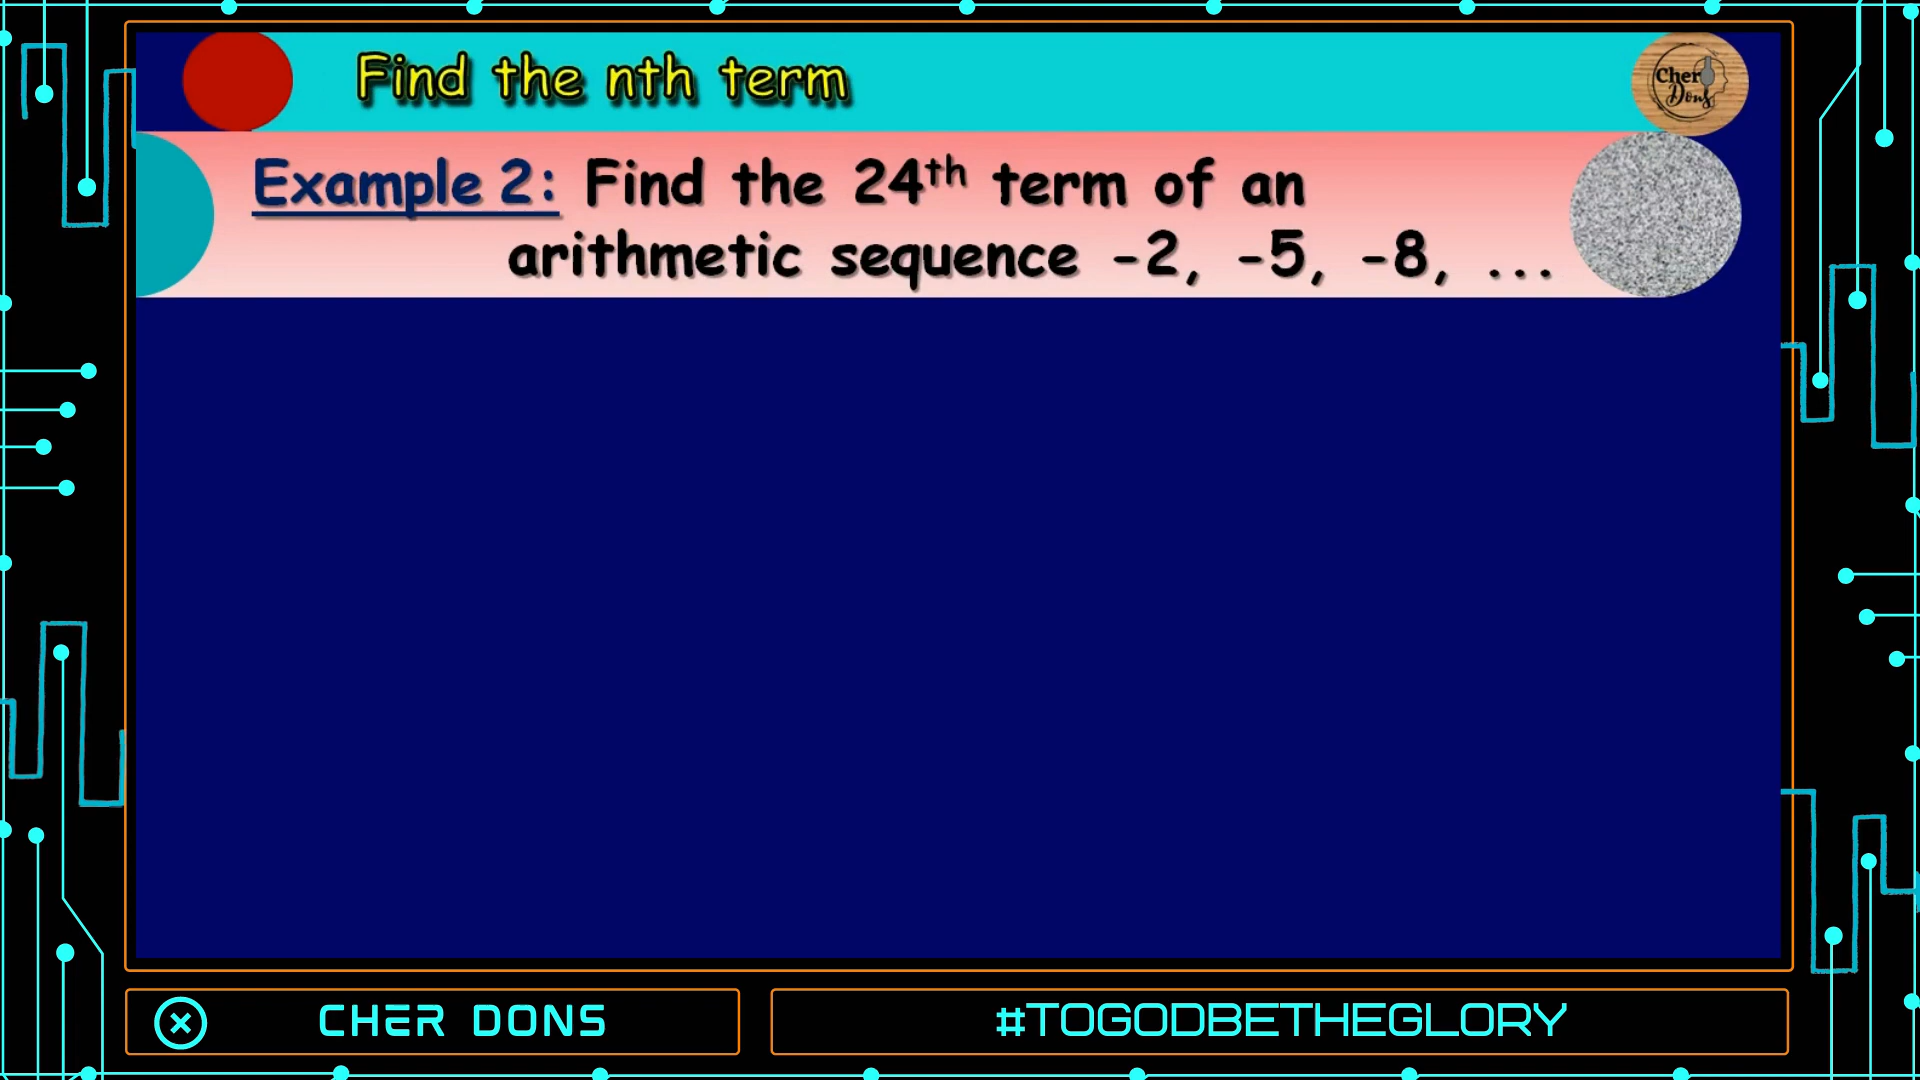 Find the nth term
Cher
Dons
Example 2: Find the 24th term of an
arithmetic sequence -2, -5, -8, ...
CHER DONS
#TOGODBETHEGLORY